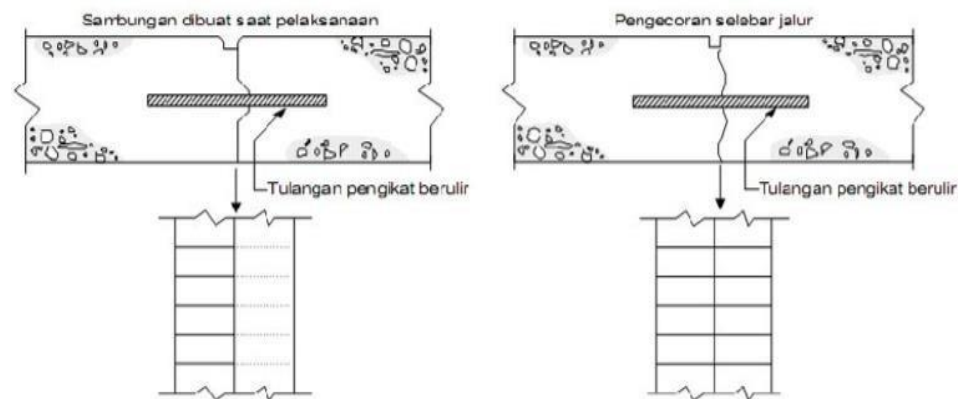 Sambungan dibuat saat pelaksanaan
Pengecoran selebar jalur
Tulangan pengikat berulir
Tulangan pengikat berulir